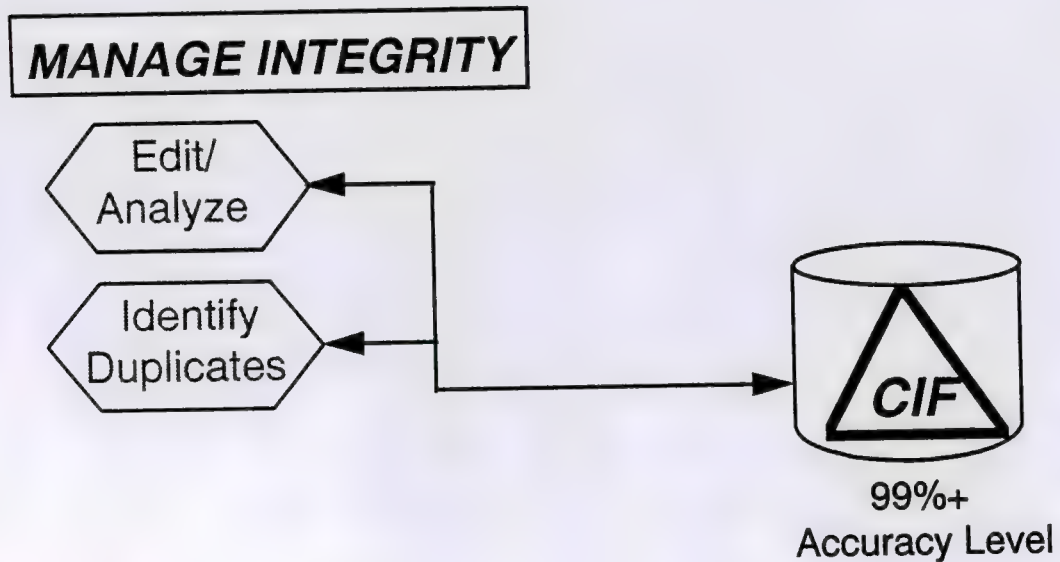 MANAGE INTEGRITY
Edit/
Analyze
Identify
Duplicates
CIF
99%+
Accuracy Level